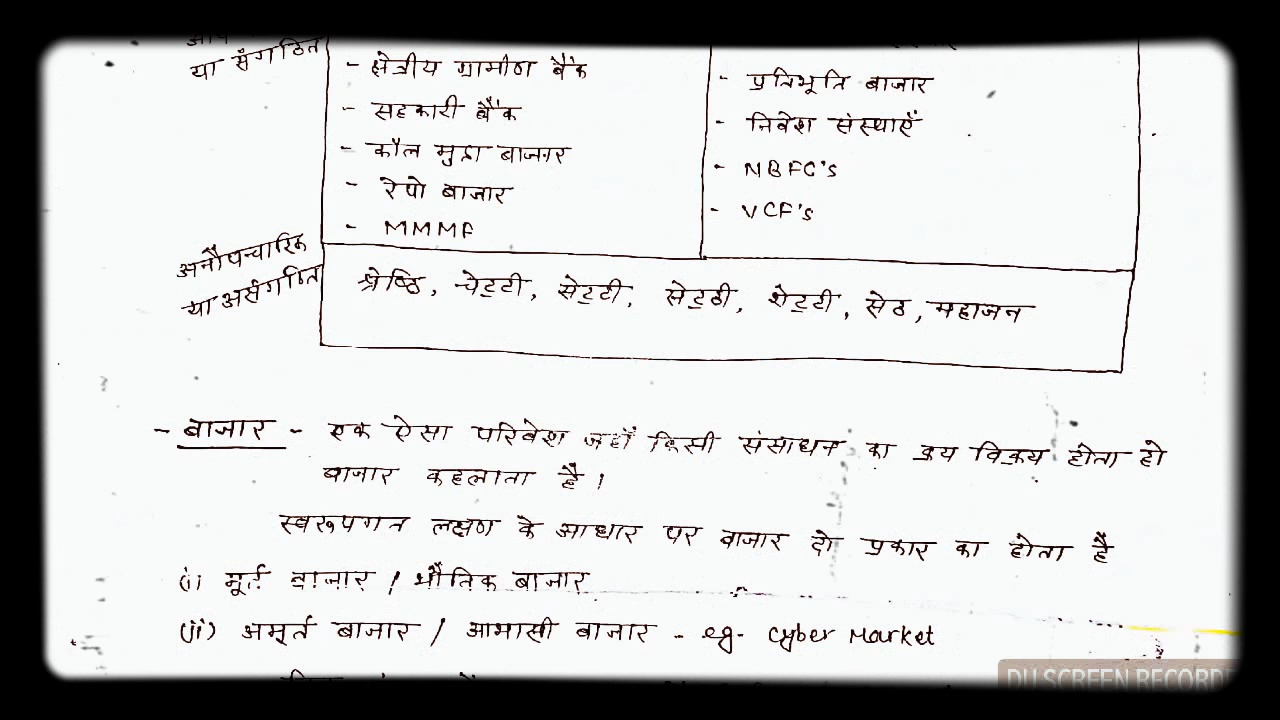 या संगठित
- क्षेत्रीय ग्रामीण बैंक
- सहकारी बैंक
- कौल मुद्रा बाजार
- रेपो बाजार
- MMMF
- प्रतिभूति बाजार
- निवेश संस्थाएँ
- NBFC's
- VCF's
अनौपचारिक
या असंगठित
श्रेष्ठि, चेट्टी, सेट्टी, सेट्ठी, शेट्टी, सेठ, महाजन
- बाजार - एक ऐसा परिवेश जहाँ किसी संसाधन का क्रय विक्रय होता हो
बाजार कहलाता है।
स्वरूपगत लक्षण के आधार पर बाजार दो प्रकार का होता है
(i) मूर्त बाजार / भौतिक बाजार
(ii) अमूर्त बाजार / आभासी बाजार - eg. Cyber Market
DU SCREEN RECORDE